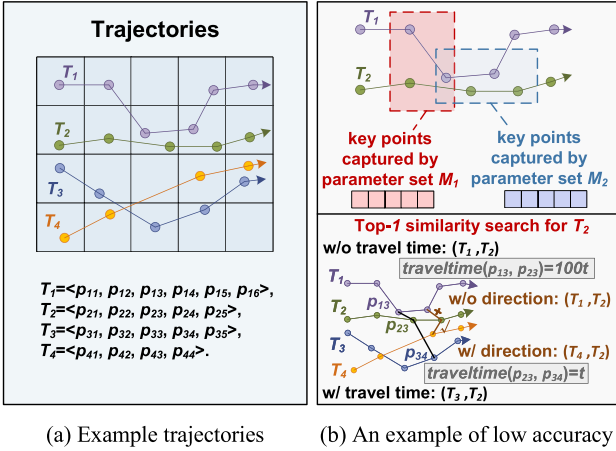 Trajectories
T1
T2
T3
T4
T1=<p11, p12, p13, p14, p15, p16>,
T2=<p21, p22, p23, p24, p25>,
T3=<p31, p32, p33, p34, p35>,
T4=<p41, p42, p43, p44>.
(a) Example trajectories
T1
T2
key points
captured by
parameter set M1
key points
captured by
parameter set M2
Top-1 similarity search for T2
w/o travel time: (T1 ,T2)
T1
traveltime(p13, p23)=100t
p13
w/o direction: (T1 ,T2)
T2
p23
T3
p34
w/ direction: (T4 ,T2)
T4
traveltime(p23, p34)=t
w/ travel time: (T3 ,T2)
(b) An example of low accuracy